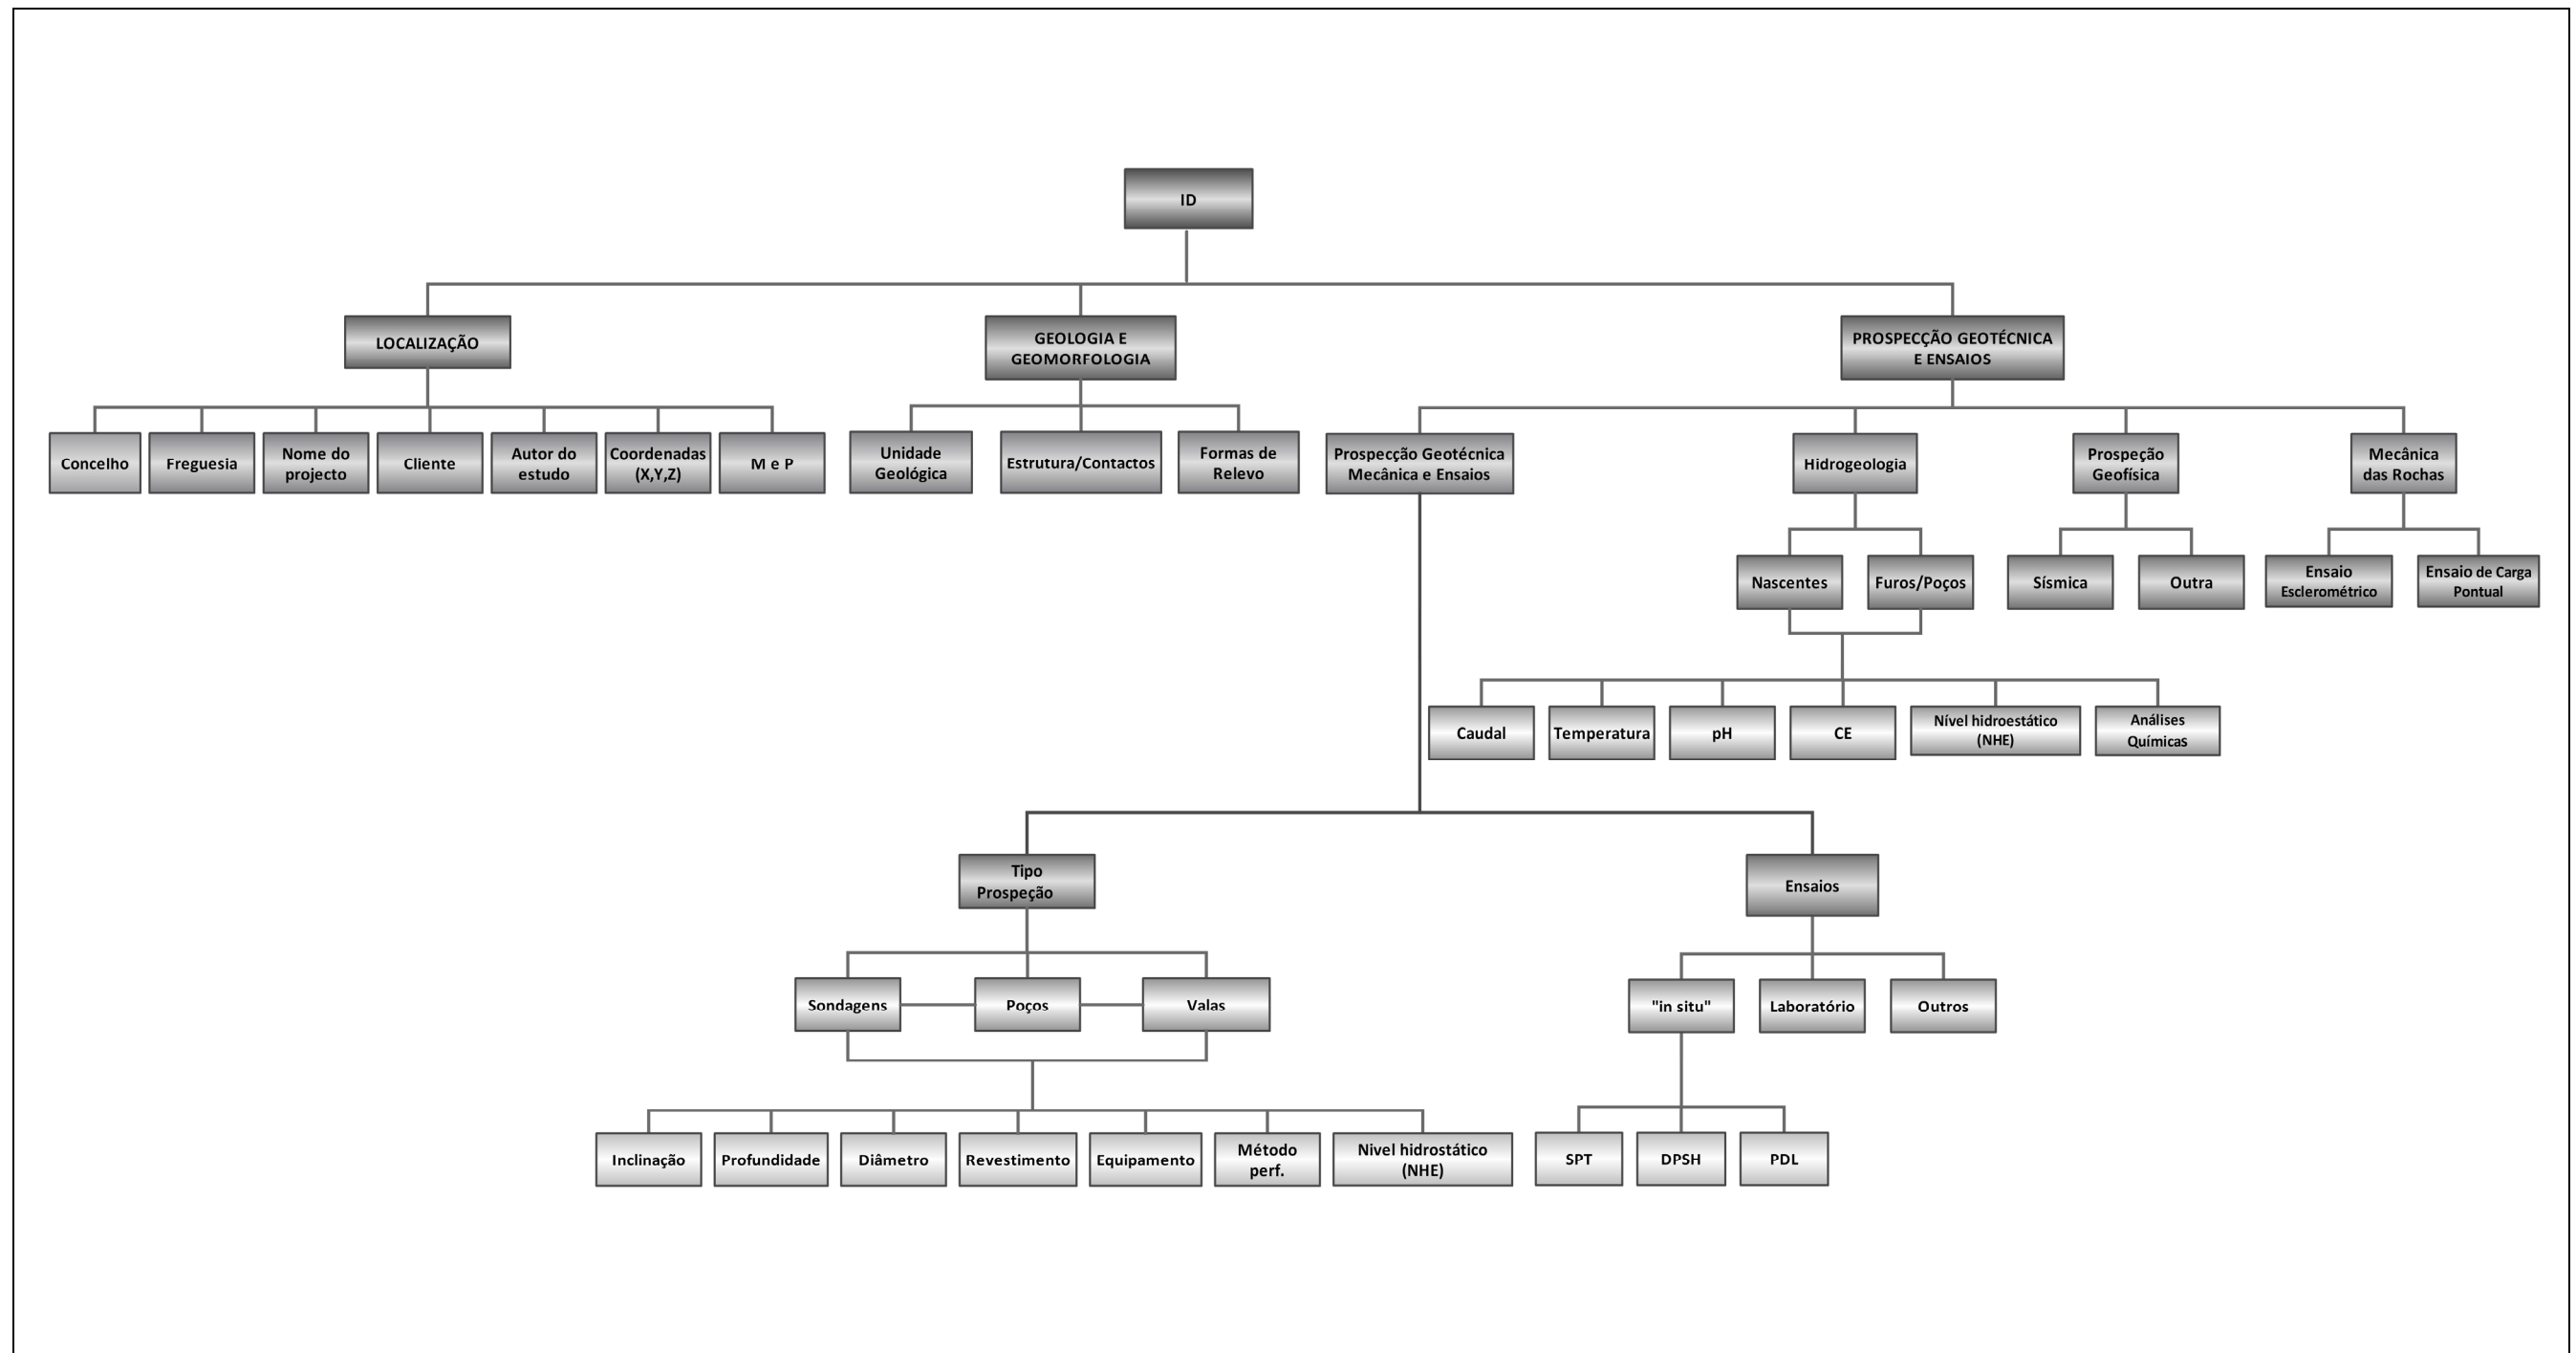 ID
LOCALIZAÇÃO
GEOLOGIA E
GEOMORFOLOGIA
PROSPECÇÃO GEOTÉCNICA
E ENSAIOS
Concelho
Freguesia
Nome do
projecto
Cliente
Autor do
estudo
Coordenadas
(X,Y,Z)
M e P
Unidade
Geológica
Estrutura/Contactos
Formas de
Relevo
Prospecção Geotécnica
Mecânica e Ensaios
Hidrogeologia
Prospeção
Geofísica
Mecânica
das Rochas
Nascentes
Furos/Poços
Sísmica
Outra
Ensaio
Esclerométrico
Ensaio de Carga
Pontual
Caudal
Temperatura
pH
CE
Nível hidroestático
(NHE)
Análises
Químicas
Tipo
Prospeção
Ensaios
Sondagens
Poços
Valas
"in situ"
Laboratório
Outros
Inclinação
Profundidade
Diâmetro
Revestimento
Equipamento
Método
perf.
Nivel hidrostático
(NHE)
SPT
DPSH
PDL